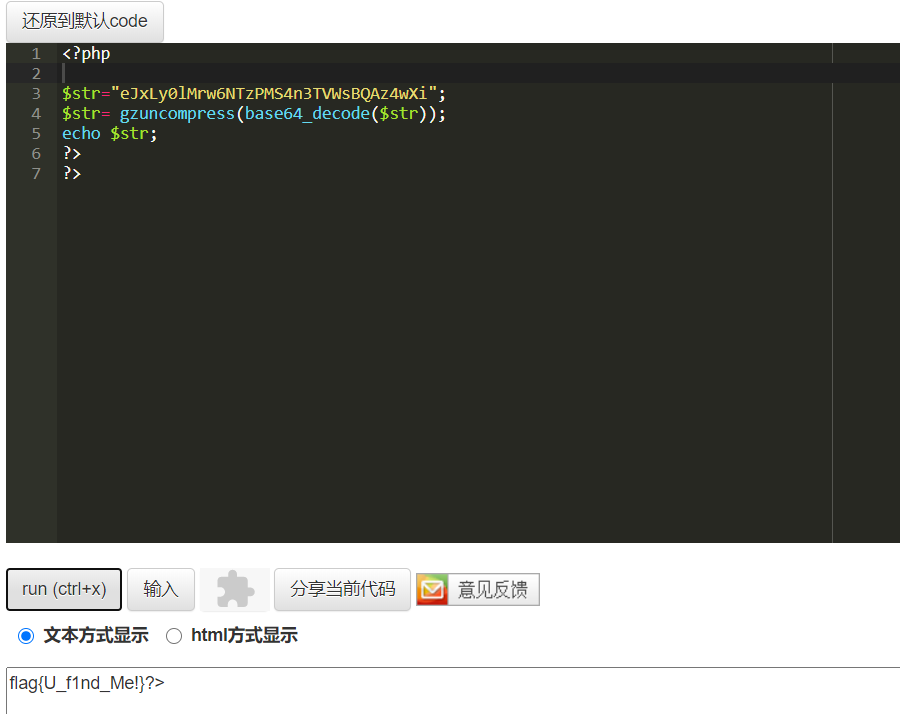 还原到默认code
1 <?php
2
3 $str="eJxLy0lMrw6NTzPMS4n3TVWsBQAz4wXi";
4 $str= gzuncompress(base64_decode($str));
5 echo $str;
6 ?>
7 ?>
run (ctrl+x) 输入 分享当前代码 意见反馈
文本方式显示 html方式显示
flag{U_f1nd_Me!}?>